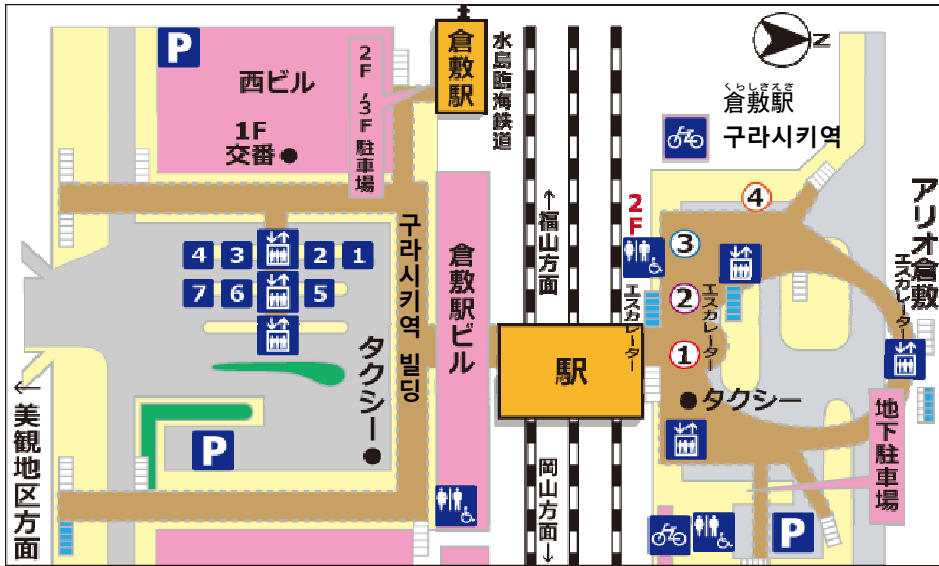 P
西ビル
1F
交番
2F,3F駐車場
倉敷駅
水島臨海鉄道
N
くらしきえき
倉敷駅
구라시키역
4
アリオ倉敷
エスカレーター
←福山方面
2F
3
エスカレーター
2
エスカレーター
1
タクシー
地下駐車場
駅
倉敷駅ビル
구라시키역 빌딩
4
3
2
1
7
6
5
タクシー
P
←美観地区方面
岡山方面→
P